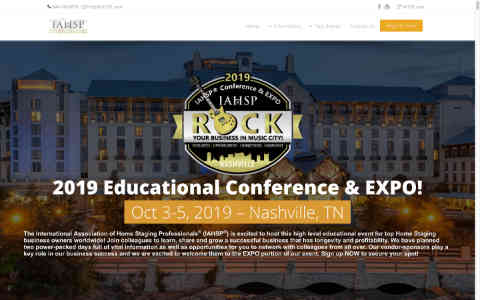 IAHSP
2019
IAHSP® Conference & EXPO
IAHSP
ROCK
YOUR BUSINESS IN MUSIC CITY!
NASHVILLE
2019 Educational Conference & EXPO!
Oct 3-5, 2019 – Nashville, TN
The International Association of Home Staging Professionals® (IAHSP®) is excited to host this high level educational event for top Home Staging
business owners worldwide! Join colleagues to learn, share and grow a successful business that has longevity and profitability. We have planned
two power-packed days full of vital information as well as opportunities for you to network with colleagues from all over. Our vendor-sponsors play a
key role in our business success and we are excited to welcome them to the EXPO portion of our event. Sign up NOW to secure your spot!